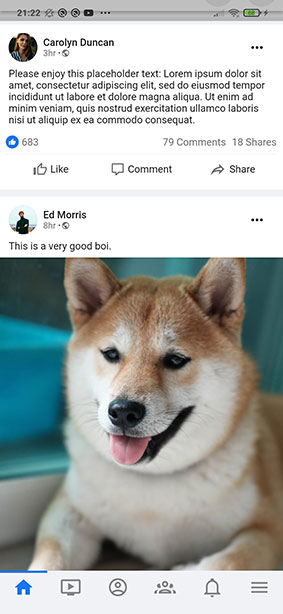 21:22
Carolyn Duncan
3hr
Please enjoy this placeholder text: Lorem ipsum dolor sit
amet, consectetur adipiscing elit, sed do eiusmod tempor
incididunt ut labore et dolore magna aliqua. Ut enim ad
minim veniam, quis nostrud exercitation ullamco laboris
nisi ut aliquip ex ea commodo consequat.
683 79 Comments 18 Shares
Like Comment Share
Ed Morris
8hr
This is a very good boi.